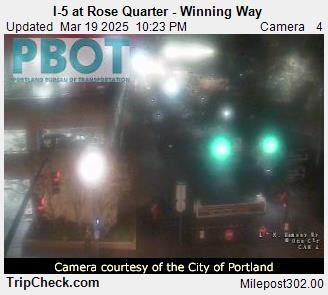 I-5 at Rose Quarter - Winning Way
Updated Mar 19 2025 10:23 PM Camera 4
PBOT
PORTLAND BUREAU OF TRANSPORTATION
Camera courtesy of the City of Portland
TripCheck.com Milepost302.00